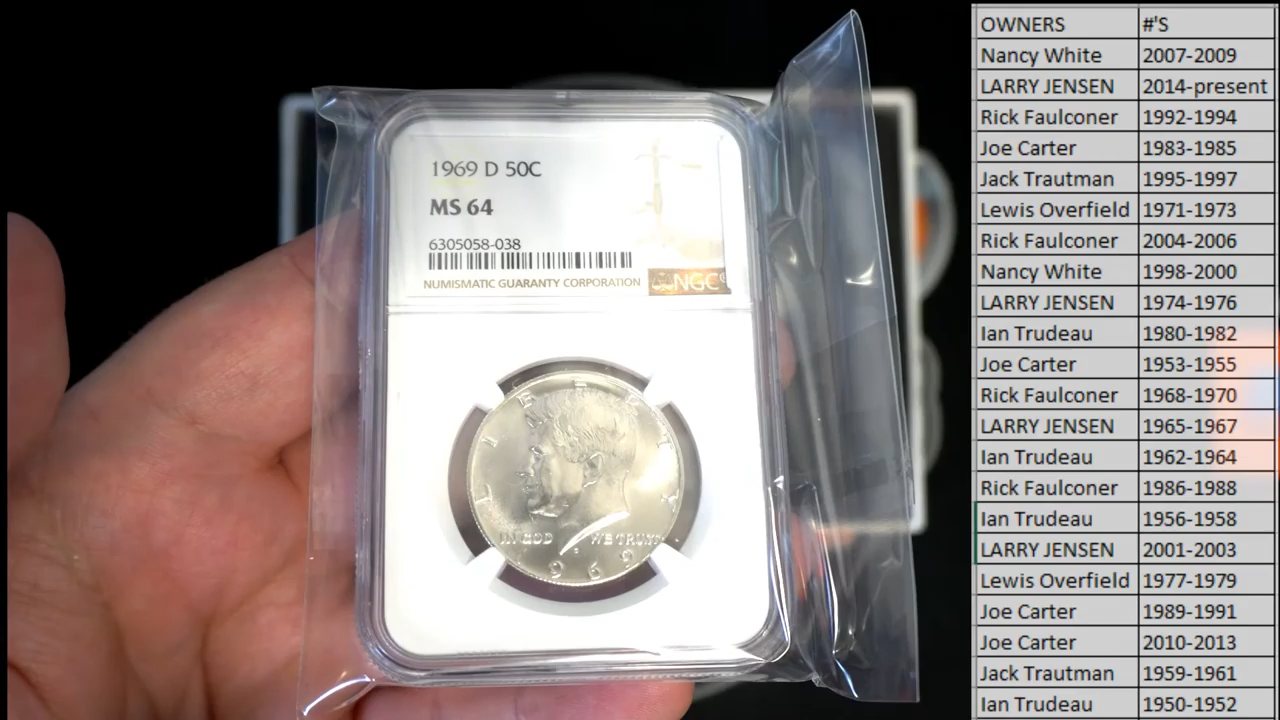 1969 D 50C
MS 64
6305058-038
NUMISMATIC GUARANTY CORPORATION NGC
LIBERTY
IN GOD WE TRUST
1969
OWNERS #'S
Nancy White 2007-2009
LARRY JENSEN 2014-present
Rick Faulconer 1992-1994
Joe Carter 1983-1985
Jack Trautman 1995-1997
Lewis Overfield 1971-1973
Rick Faulconer 2004-2006
Nancy White 1998-2000
LARRY JENSEN 1974-1976
Ian Trudeau 1980-1982
Joe Carter 1953-1955
Rick Faulconer 1968-1970
LARRY JENSEN 1965-1967
Ian Trudeau 1962-1964
Rick Faulconer 1986-1988
Ian Trudeau 1956-1958
LARRY JENSEN 2001-2003
Lewis Overfield 1977-1979
Joe Carter 1989-1991
Joe Carter 2010-2013
Jack Trautman 1959-1961
Ian Trudeau 1950-1952